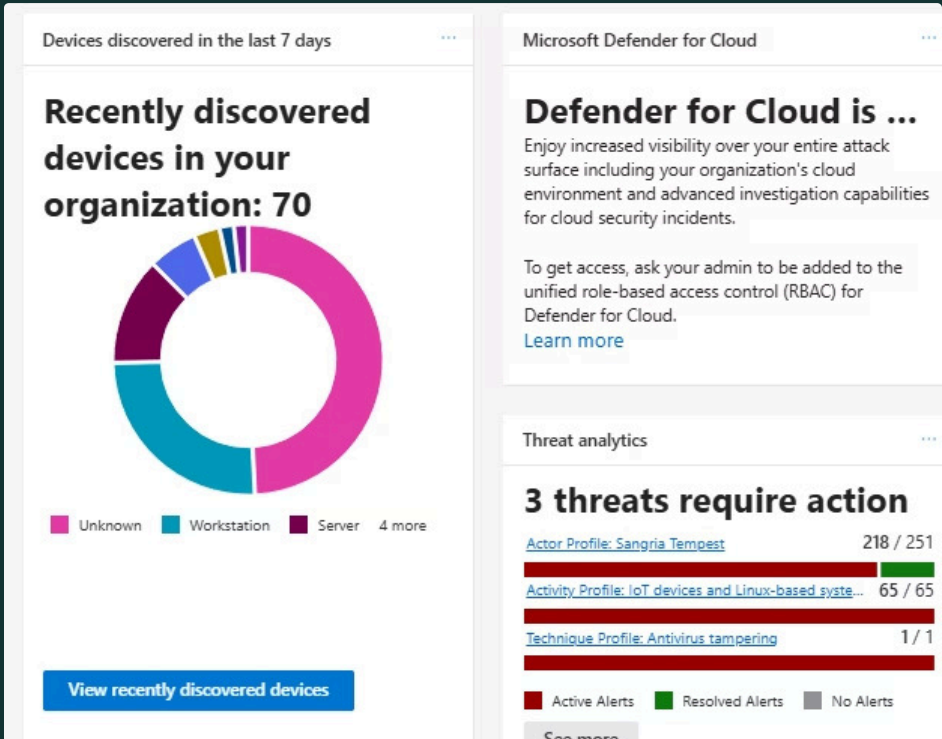 Devices discovered in the last 7 days
Recently discovered
devices in your
organization: 70
Unknown Workstation Server 4 more
View recently discovered devices
Microsoft Defender for Cloud
Defender for Cloud is ...
Enjoy increased visibility over your entire attack
surface including your organization's cloud
environment and advanced investigation capabilities
for cloud security incidents.
To get access, ask your admin to be added to the
unified role-based access control (RBAC) for
Defender for Cloud.
Learn more
Threat analytics
3 threats require action
Actor Profile: Sangria Tempest 218 / 251
Activity Profile: IoT devices and Linux-based syste... 65 / 65
Technique Profile: Antivirus tampering 1 / 1
Active Alerts Resolved Alerts No Alerts
See more